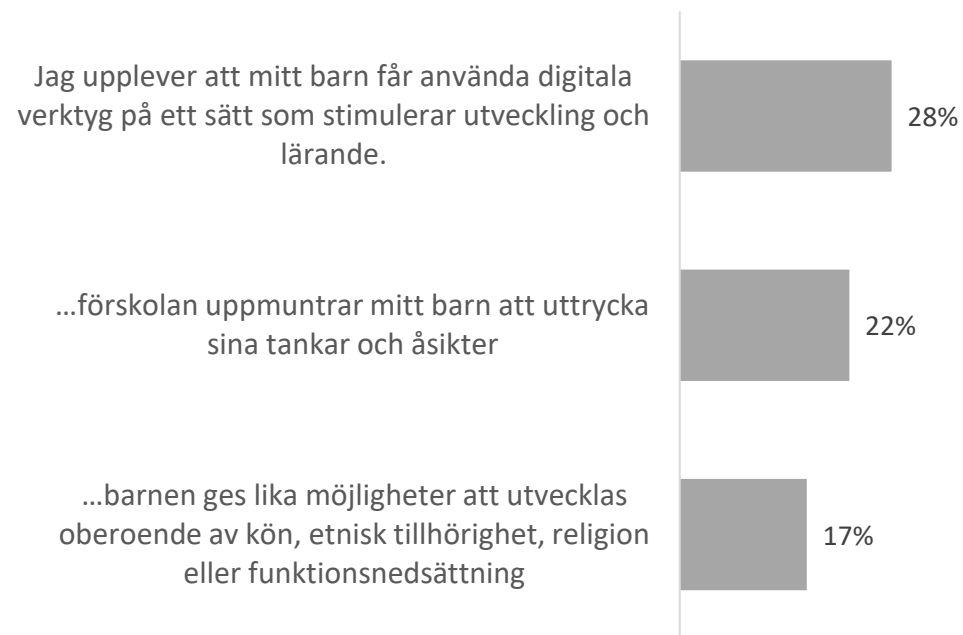 Jag upplever att mitt barn får använda digitala
verktyg på ett sätt som stimulerar utveckling och
lärande.
28%
...förskolan uppmuntrar mitt barn att uttrycka
sina tankar och åsikter
22%
...barnen ges lika möjligheter att utvecklas
oberoende av kön, etnisk tillhörighet, religion
eller funktionsnedsättning
17%